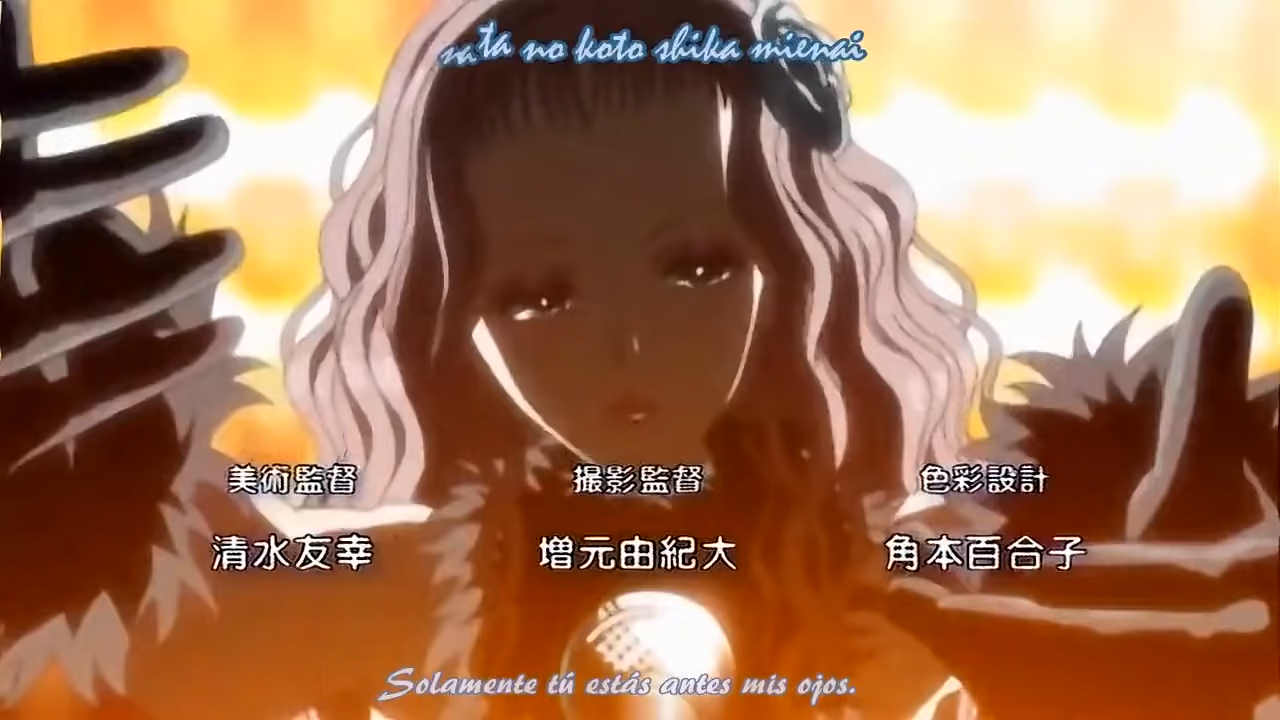 nata no koto shika mienai
美術監督 撮影監督 色彩設計
清水友幸 増元由紀大 角本百合子
Solamente tú estás antes mis ojos.